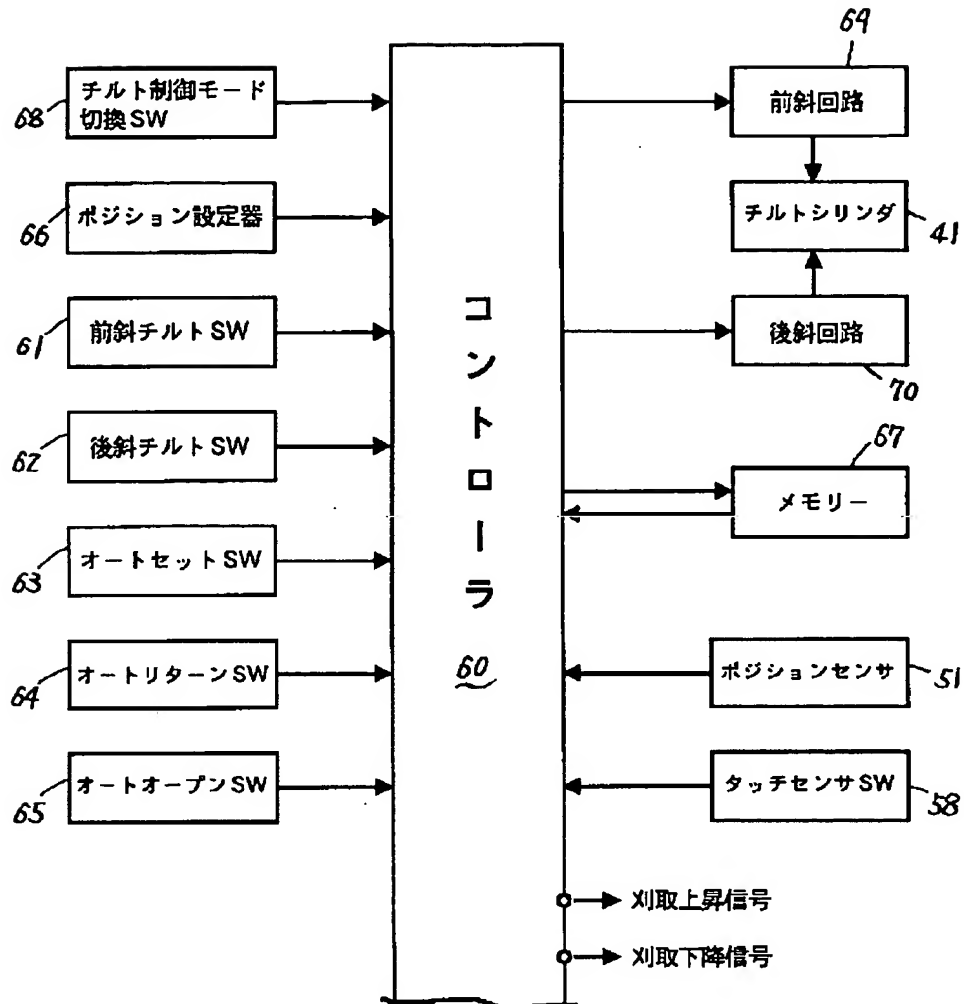 68
チルト制御モード
切換SW
66
ポジション設定器
61
前斜チルトSW
62
後斜チルトSW
63
オートセットSW
64
オートリターンSW
65
オートオープンSW
コントローラ
60
69
前斜回路
チルトシリンダ
41
後斜回路
70
67
メモリー
ポジションセンサ
51
タッチセンサSW
58
刈取上昇信号
刈取下降信号